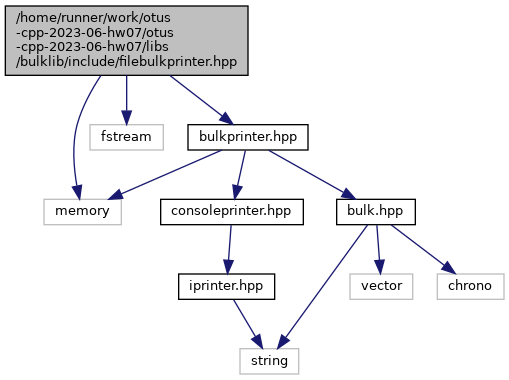 /home/runner/work/otus
-cpp-2023-06-hw07/otus
-cpp-2023-06-hw07/libs
/bulklib/include/filebulkprinter.hpp
fstream
bulkprinter.hpp
memory
consoleprinter.hpp
bulk.hpp
iprinter.hpp
vector
chrono
string